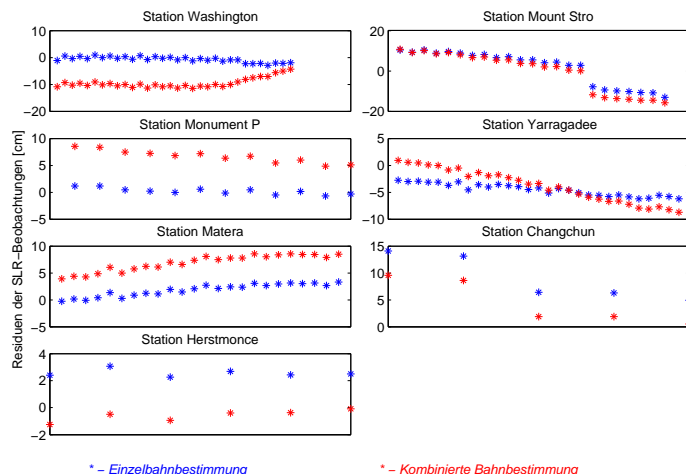 Station Washington
10
0
−10
−20
Station Mount Stro
20
0
−20
Station Monument P
10
5
0
−5
Station Yarragadee
5
0
−5
−10
Residuen der SLR−Beobachtungen [cm]
Station Matera
10
5
0
−5
Station Changchun
15
10
5
0
Station Herstmonce
4
2
0
−2
* − Einzelbahnbestimmung
* − Kombinierte Bahnbestimmung